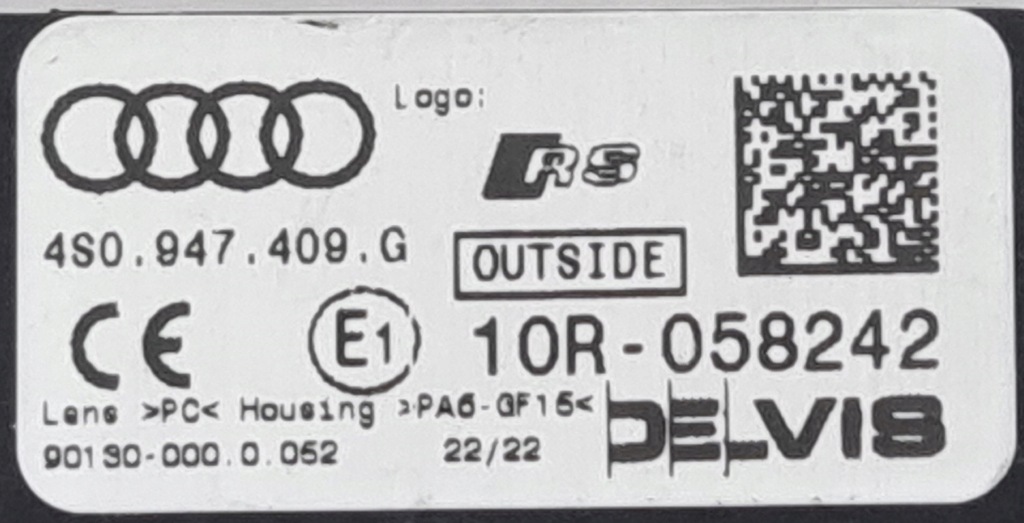 Logo:
RS
4S0.947.409.G
OUTSIDE
CE E1 10R-058242
Lens >PC< Housing >PA6-GF15<
90130-000.0.052 22/22
DELVIS